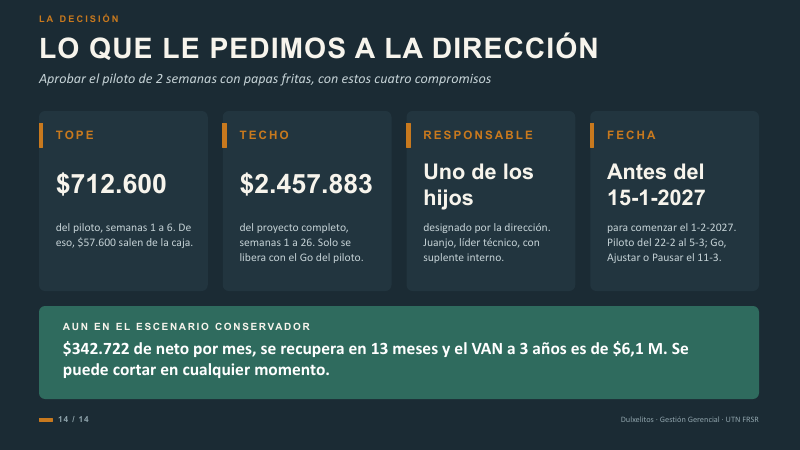 LA DECISIÓN
LO QUE LE PEDIMOS A LA DIRECCIÓN
Aprobar el piloto de 2 semanas con papas fritas, con estos cuatro compromisos
TOPE
$712.600
del piloto, semanas 1 a 6. De
eso, $57.600 salen de la caja.
TECHO
$2.457.883
del proyecto completo,
semanas 1 a 26. Solo se
libera con el Go del piloto.
RESPONSABLE
Uno de los
hijos
designado por la dirección.
Juanjo, líder técnico, con
suplente interno.
FECHA
Antes del
15-1-2027
para comenzar el 1-2-2027.
Piloto del 22-2 al 5-3; Go,
Ajustar o Pausar el 11-3.
AUN EN EL ESCENARIO CONSERVADOR
$342.722 de neto por mes, se recupera en 13 meses y el VAN a 3 años es de $6,1 M. Se
puede cortar en cualquier momento.
14 / 14
Dulxelitos · Gestión Gerencial · UTN FRSR